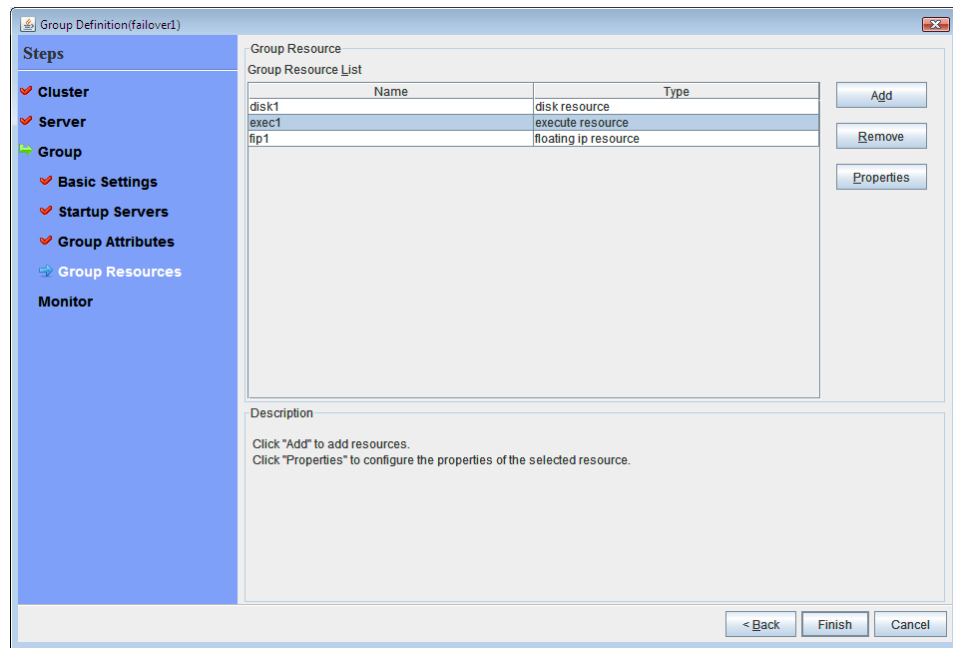 Group Definition(failover1)
Steps
Cluster
Server
Group
Basic Settings
Startup Servers
Group Attributes
Group Resources
Monitor
Group Resource
Group Resource List
Name Type
disk1 disk resource
exec1 execute resource
fip1 floating ip resource
Add
Remove
Properties
Description
Click "Add" to add resources.
Click "Properties" to configure the properties of the selected resource.
< Back Finish Cancel